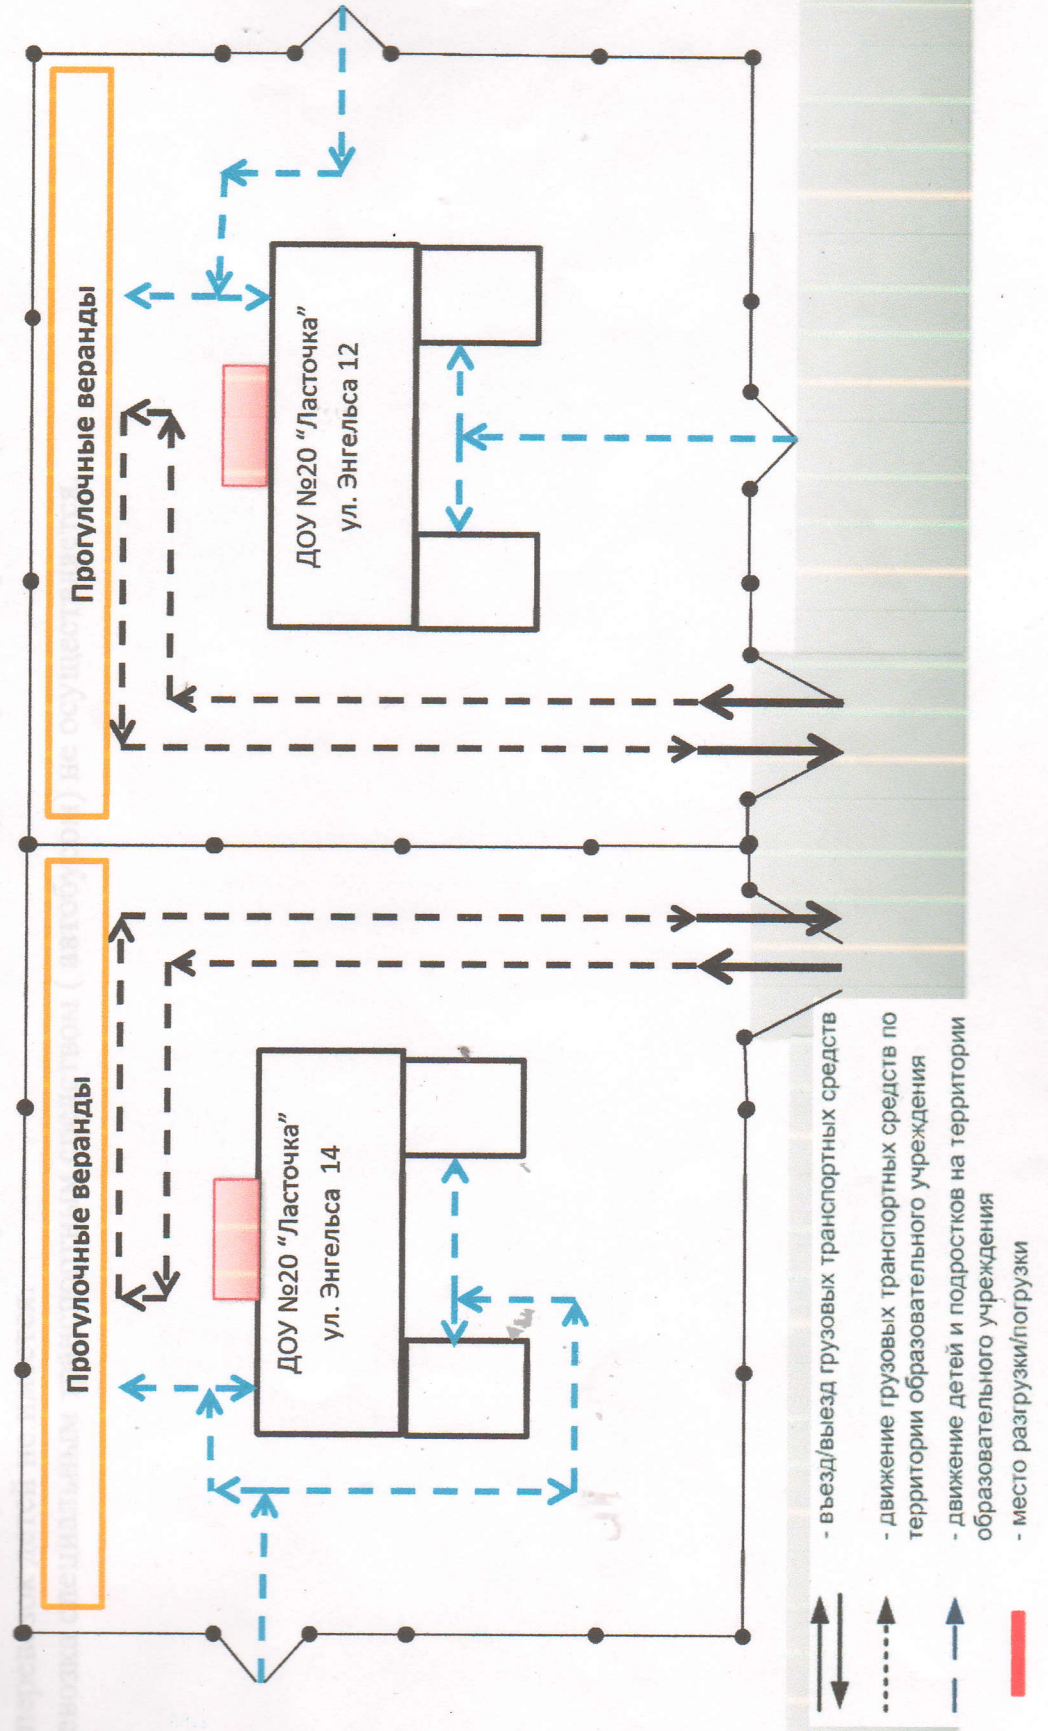 Прогулочные веранды
Прогулочные веранды
ДОУ №20 “Ласточка”
ул. Энгельса 14
ДОУ №20 “Ласточка”
ул. Энгельса 12
- въезд/выезд грузовых транспортных средств
- движение грузовых транспортных средств по
территории образовательного учреждения
- движение детей и подростков на территории
образовательного учреждения
- место разгрузки/погрузки